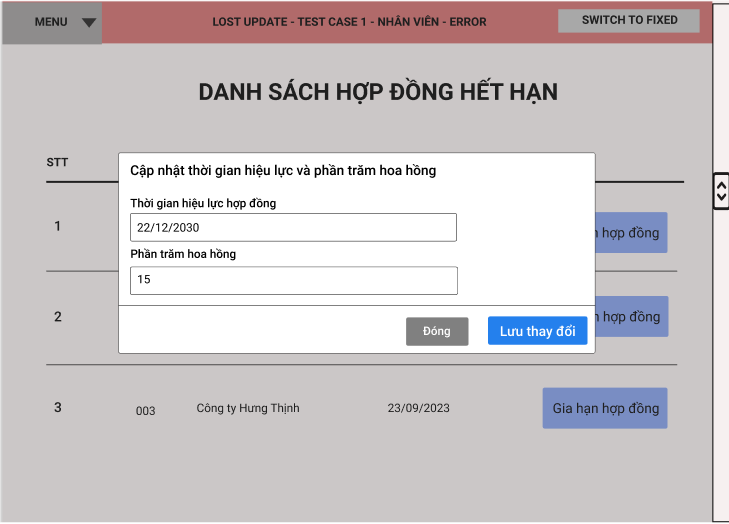 MENU
LOST UPDATE - TEST CASE 1 - NHÂN VIÊN - ERROR
SWITCH TO FIXED
DANH SÁCH HỢP ĐỒNG HẾT HẠN
STT
Cập nhật thời gian hiệu lực và phần trăm hoa hồng
Thời gian hiệu lực hợp đồng
22/12/2030
Phần trăm hoa hồng
15
Đóng
Lưu thay đổi
1
hợp đồng
2
hợp đồng
3
003
Công ty Hưng Thịnh
23/09/2023
Gia hạn hợp đồng